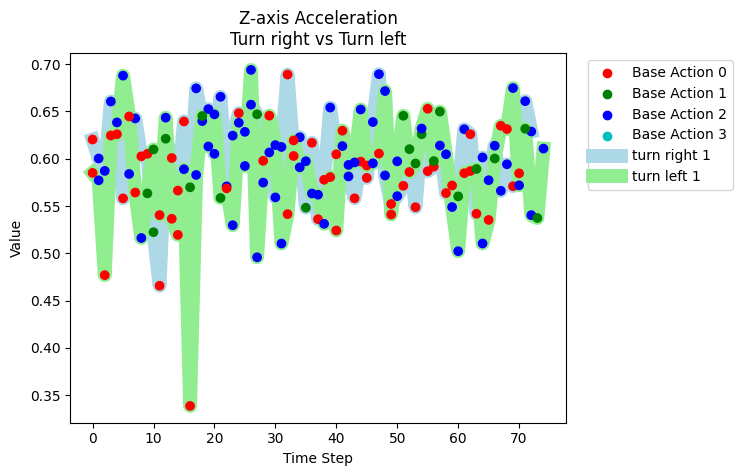 Z-axis Acceleration
Turn right vs Turn left
0.70
0.65
0.60
0.55
0.50
0.45
0.40
0.35
Value
0 10 20 30 40 50 60 70
Time Step
Base Action 0
Base Action 1
Base Action 2
Base Action 3
turn right 1
turn left 1